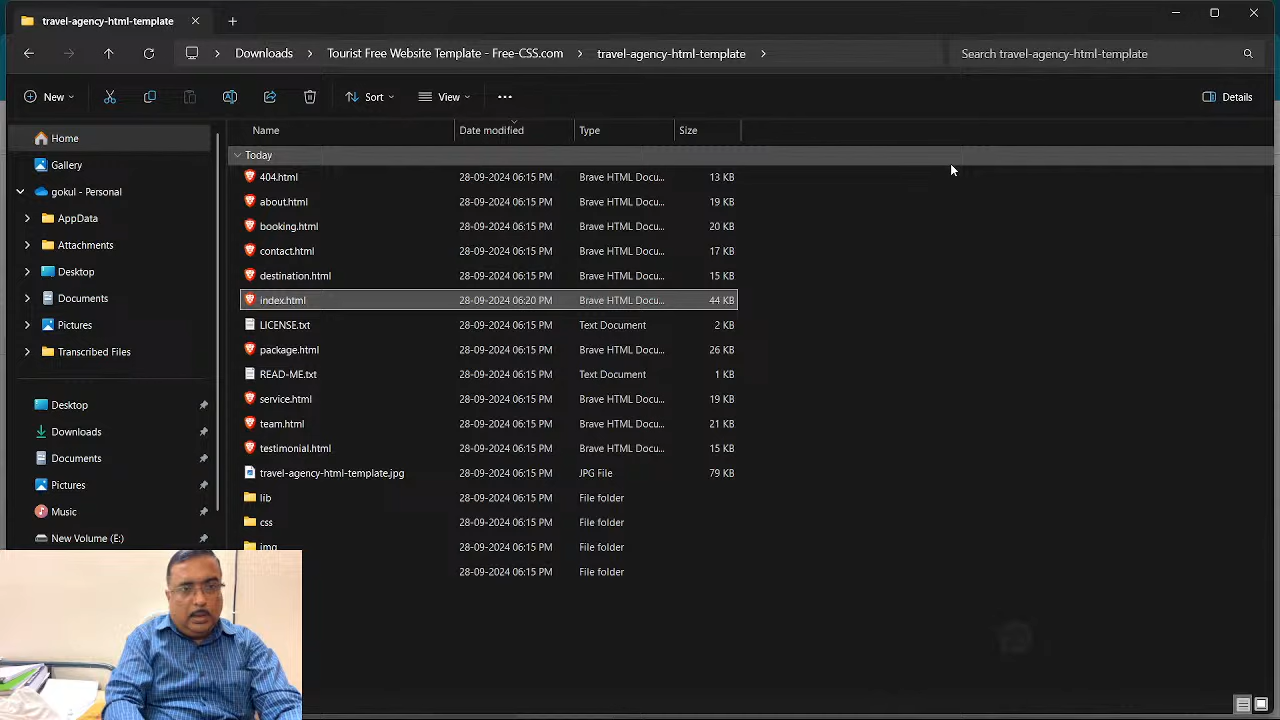 travel-agency-html-template
Downloads > Tourist Free Website Template - Free-CSS.com > travel-agency-html-template >
Search travel-agency-html-template
New
Sort
View
Details
Name Date modified Type Size
Home
Gallery
gokul - Personal
AppData
Attachments
Desktop
Documents
Pictures
Transcribed Files
Desktop
Downloads
Documents
Pictures
Music
New Volume (E:)
Today
404.html 28-09-2024 06:15 PM Brave HTML Docu... 13 KB
about.html 28-09-2024 06:15 PM Brave HTML Docu... 19 KB
booking.html 28-09-2024 06:15 PM Brave HTML Docu... 20 KB
contact.html 28-09-2024 06:15 PM Brave HTML Docu... 17 KB
destination.html 28-09-2024 06:15 PM Brave HTML Docu... 15 KB
index.html 28-09-2024 06:20 PM Brave HTML Docu... 44 KB
LICENSE.txt 28-09-2024 06:15 PM Text Document 2 KB
package.html 28-09-2024 06:15 PM Brave HTML Docu... 26 KB
READ-ME.txt 28-09-2024 06:15 PM Text Document 1 KB
service.html 28-09-2024 06:15 PM Brave HTML Docu... 19 KB
team.html 28-09-2024 06:15 PM Brave HTML Docu... 21 KB
testimonial.html 28-09-2024 06:15 PM Brave HTML Docu... 15 KB
travel-agency-html-template.jpg 28-09-2024 06:15 PM JPG File 79 KB
lib 28-09-2024 06:15 PM File folder
css 28-09-2024 06:15 PM File folder
img 28-09-2024 06:15 PM File folder
28-09-2024 06:15 PM File folder